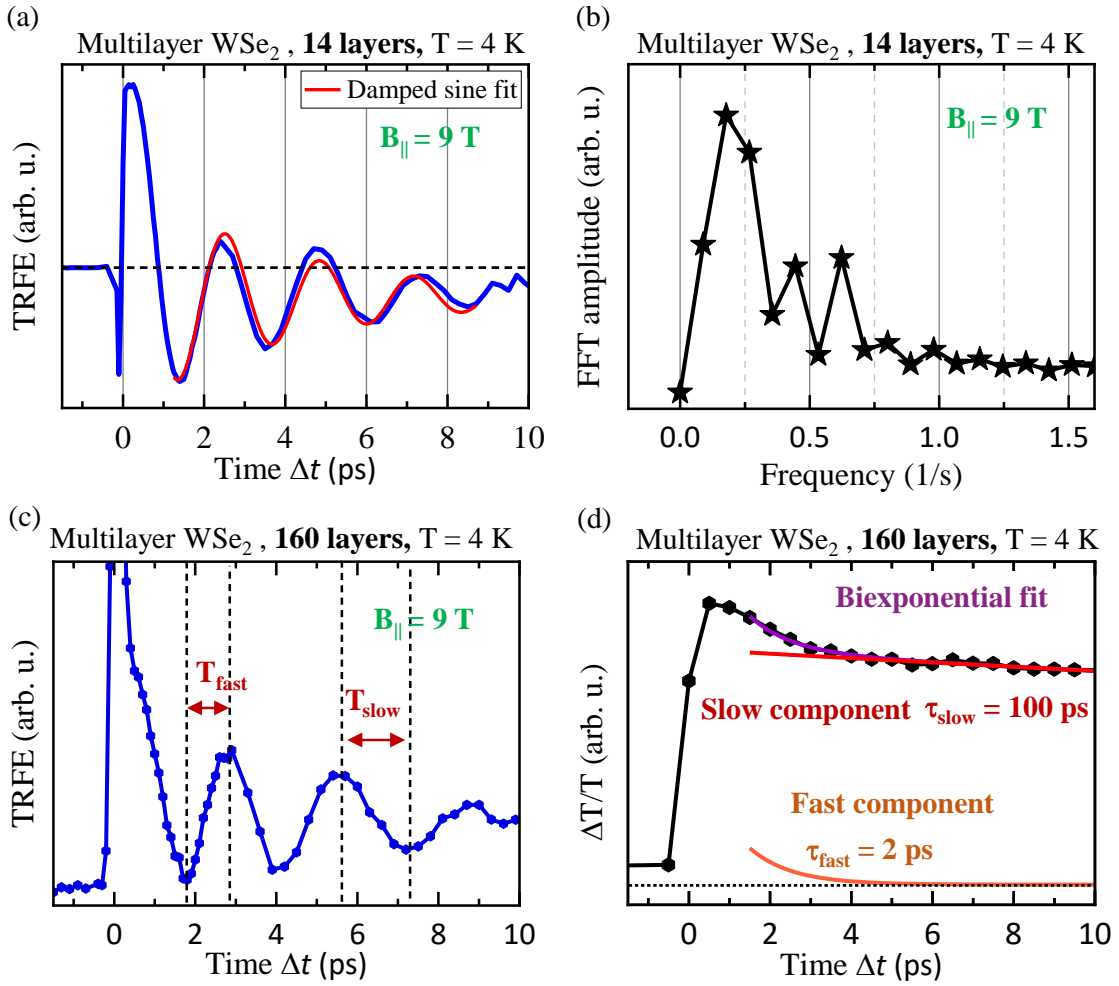 (a)
Multilayer WSe₂ , 14 layers, T = 4 K
Damped sine fit
B|| = 9 T
TRFE (arb. u.)
0 2 4 6 8 10
Time Δt (ps)
(b)
Multilayer WSe₂ , 14 layers, T = 4 K
B|| = 9 T
FFT amplitude (arb. u.)
0.0 0.5 1.0 1.5
Frequency (1/s)
(c)
Multilayer WSe₂ , 160 layers, T = 4 K
B|| = 9 T
Tfast
Tslow
TRFE (arb. u.)
0 2 4 6 8 10
Time Δt (ps)
(d)
Multilayer WSe₂ , 160 layers, T = 4 K
Biexponential fit
Slow component τslow = 100 ps
Fast component
τfast = 2 ps
ΔT/T (arb. u.)
0 2 4 6 8 10
Time Δt (ps)